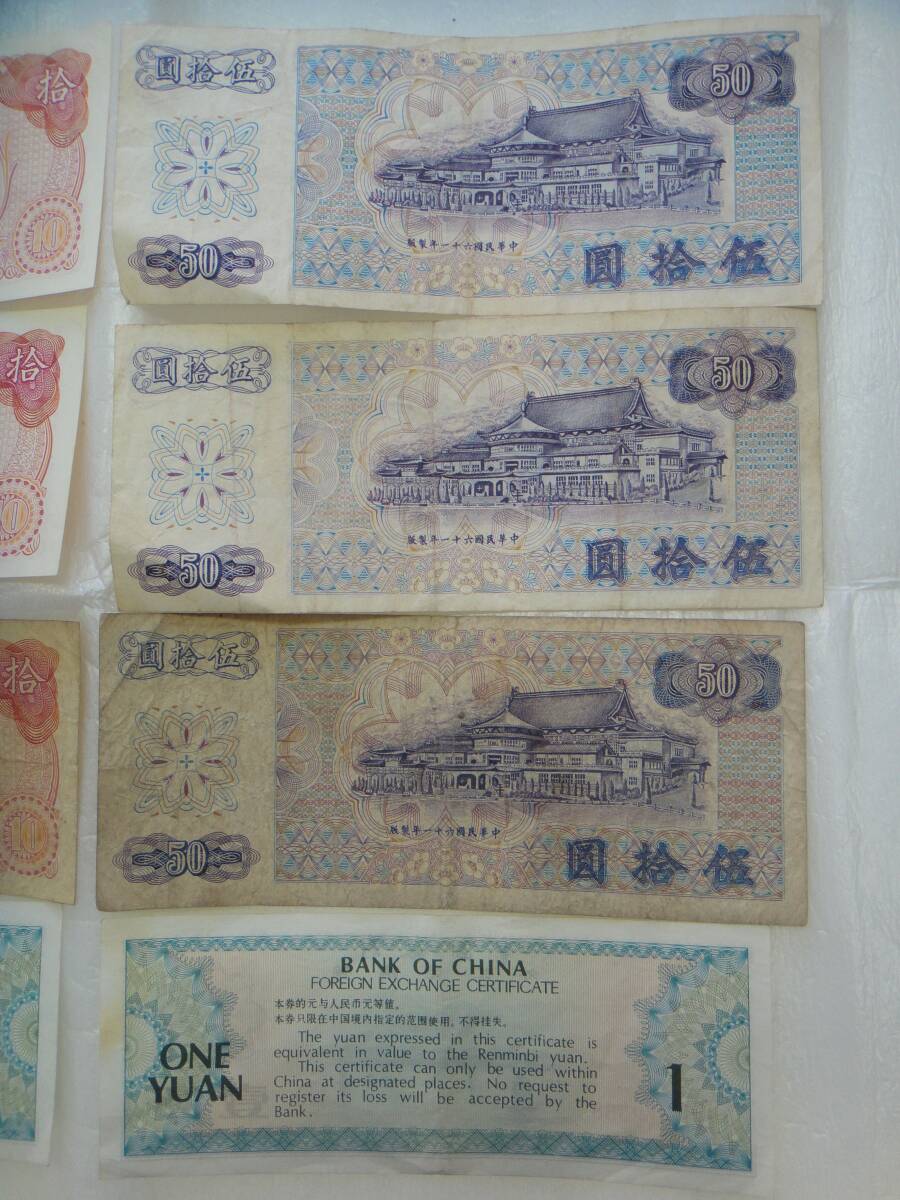 拾
10
伍拾圓
50
50
中華民國六十一年製版
伍拾圓
拾
伍拾圓
50
50
中華民國六十一年製版
伍拾圓
拾
10
伍拾圓
50
50
中華民國六十一年製版
伍拾圓
BANK OF CHINA
FOREIGN EXCHANGE CERTIFICATE
本券的元与人民币元等值。
本券只限在中国境内指定的范围使用，不得挂失。
The yuan expressed in this certificate is
equivalent in value to the Renminbi yuan.
This certificate can only be used within
China at designated places. No request to
register its loss will be accepted by the
Bank.
ONE
YUAN
1